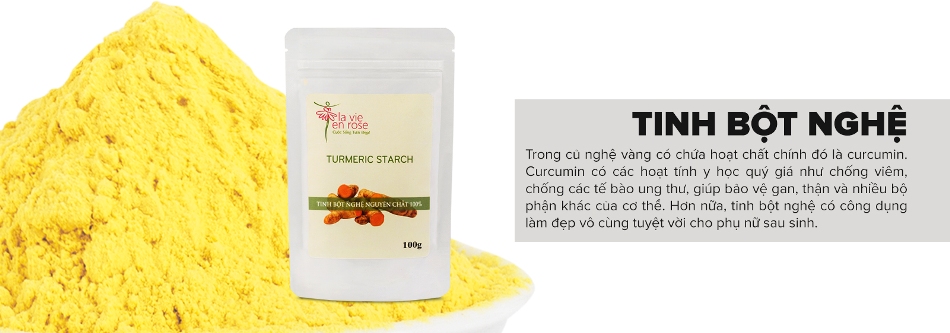 la vie
en rose
TURMERIC STARCH
TINH BỘT NGHỆ NGUYÊN CHẤT 100%
100g
TINH BỘT NGHỆ
Trong củ nghệ vàng có chứa hoạt chất chính đó là curcumin.
Curcumin có các hoạt tính y học quý giá như chống viêm,
chống các tế bào ung thư, giúp bảo vệ gan, thận và nhiều bộ
phận khác của cơ thể. Hơn nữa, tinh bột nghệ có công dụng
làm đẹp vô cùng tuyệt vời cho phụ nữ sau sinh.